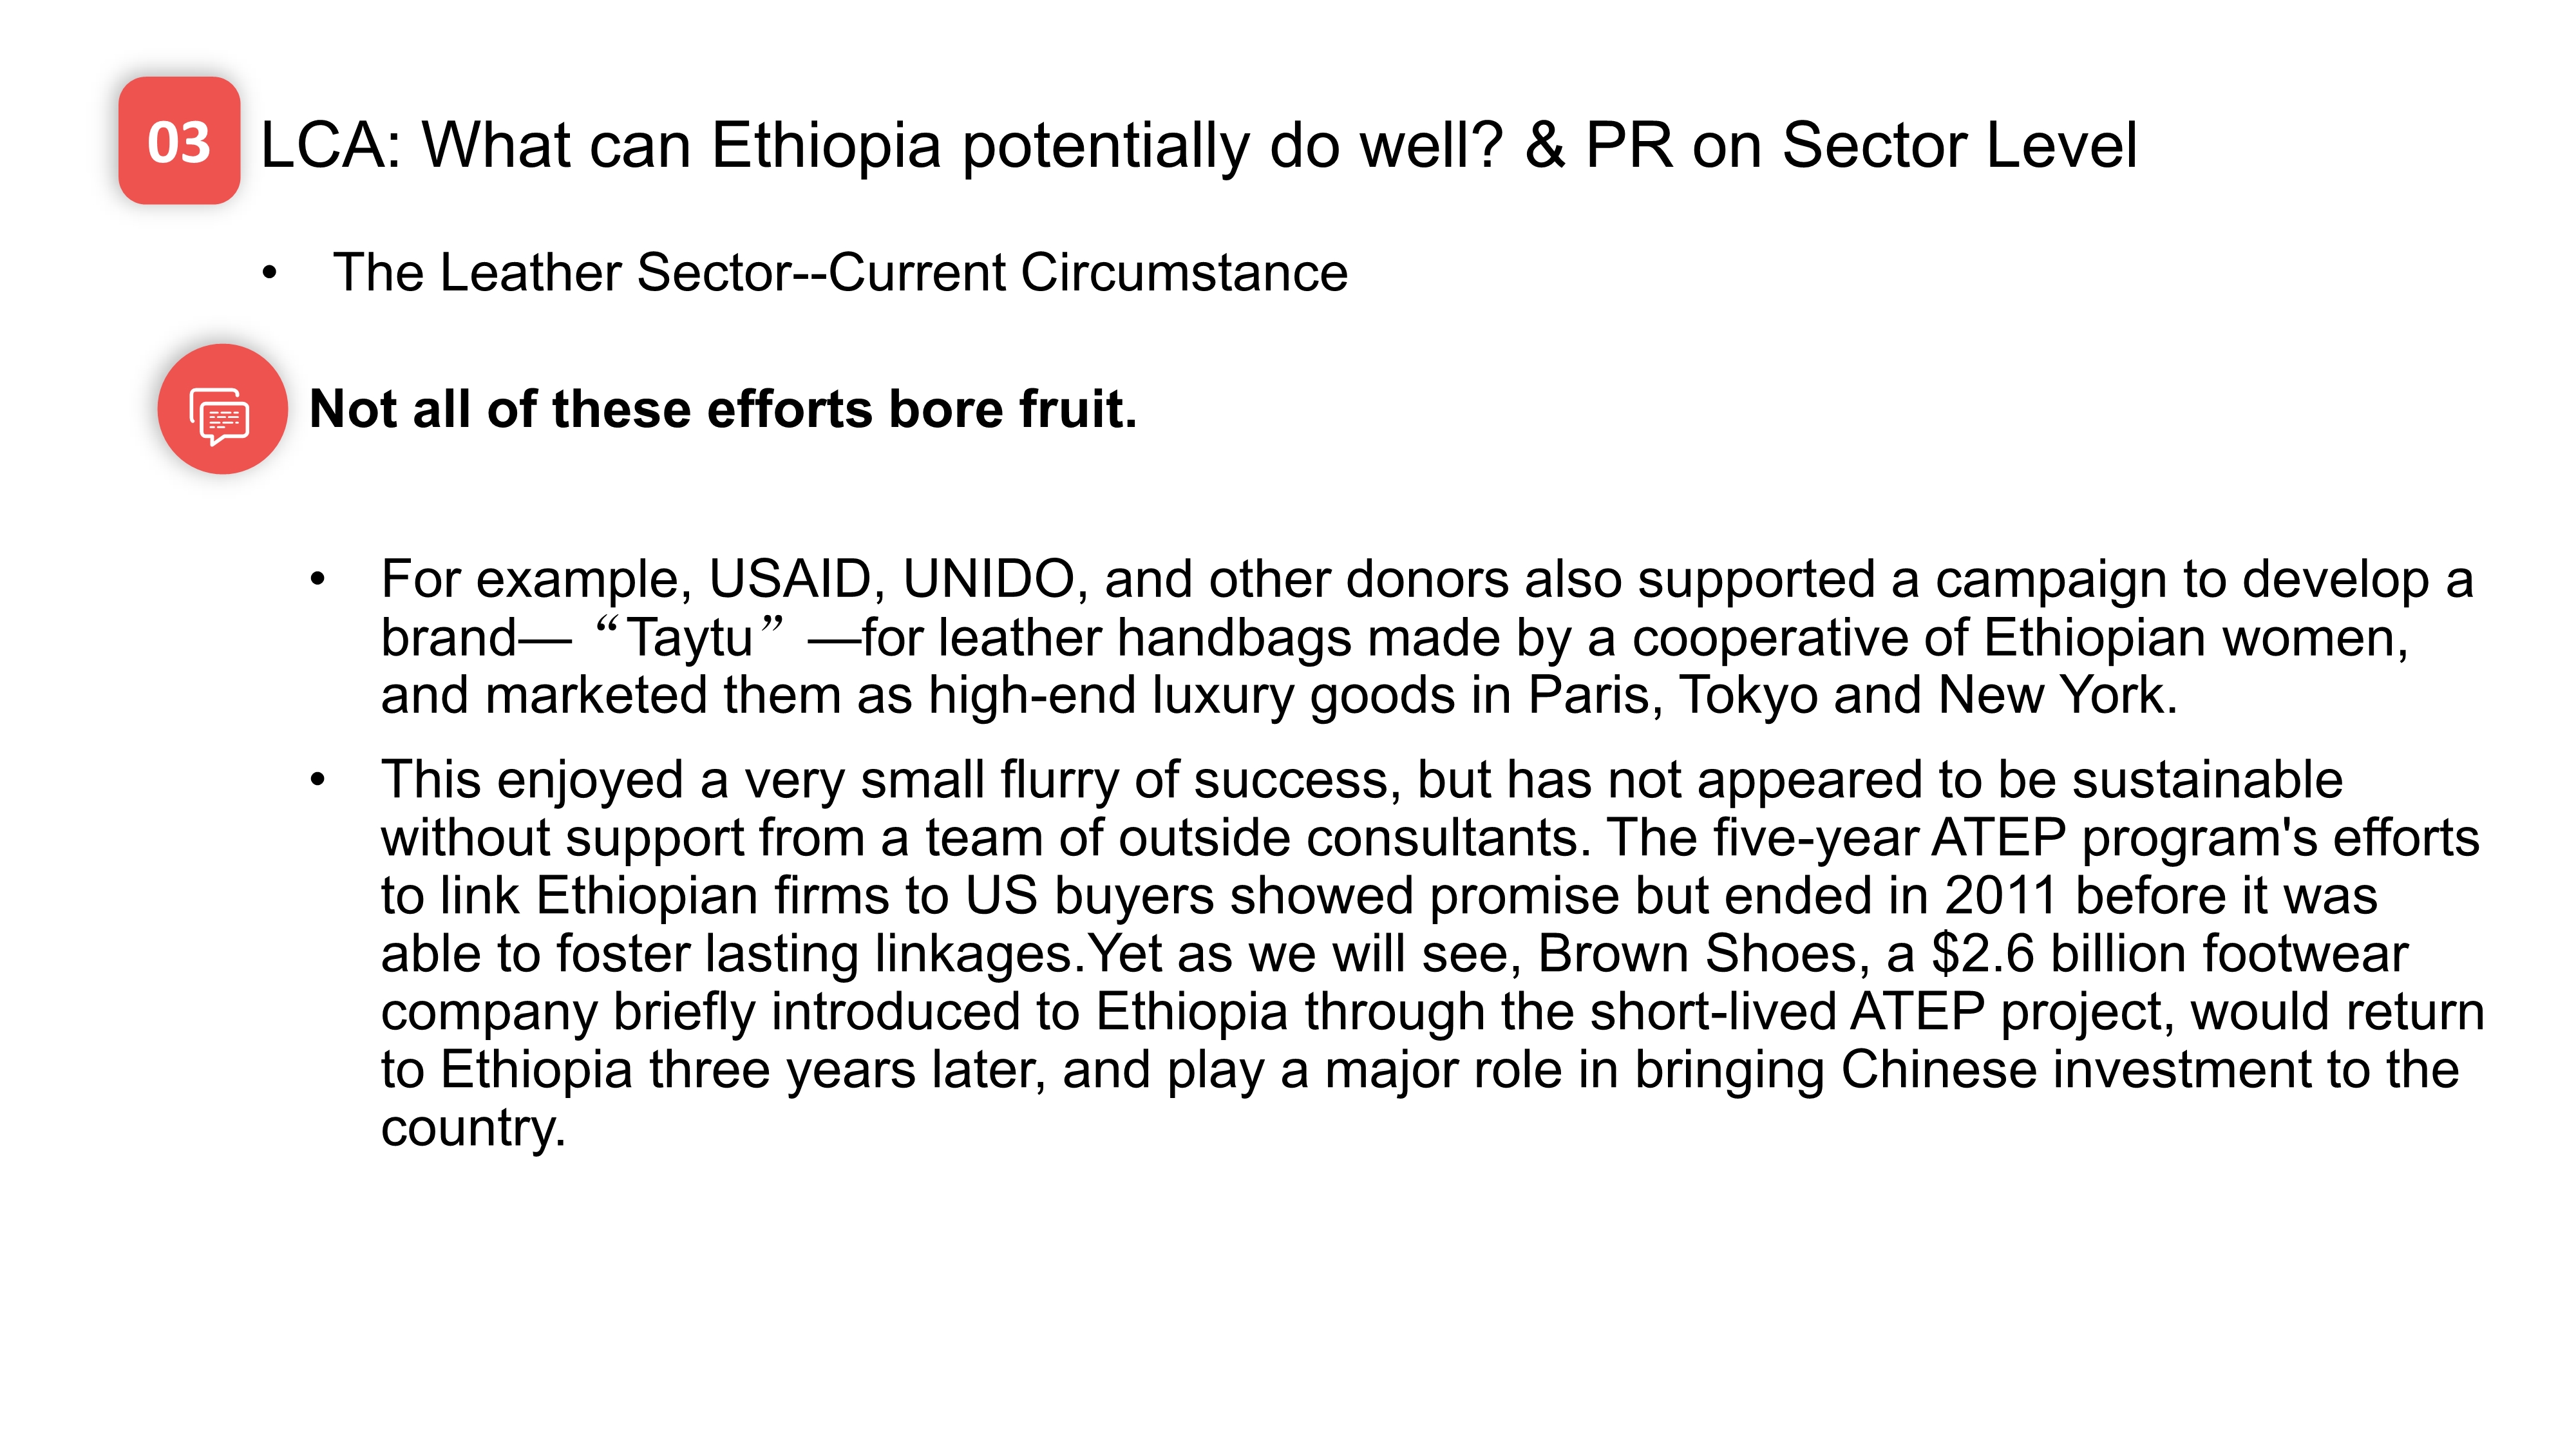 03
LCA: What can Ethiopia potentially do well? & PR on Sector Level
• The Leather Sector--Current Circumstance
Not all of these efforts bore fruit.
• For example, USAID, UNIDO, and other donors also supported a campaign to develop a
brand—“Taytu”—for leather handbags made by a cooperative of Ethiopian women,
and marketed them as high-end luxury goods in Paris, Tokyo and New York.
• This enjoyed a very small flurry of success, but has not appeared to be sustainable
without support from a team of outside consultants. The five-year ATEP program's efforts
to link Ethiopian firms to US buyers showed promise but ended in 2011 before it was
able to foster lasting linkages.Yet as we will see, Brown Shoes, a $2.6 billion footwear
company briefly introduced to Ethiopia through the short-lived ATEP project, would return
to Ethiopia three years later, and play a major role in bringing Chinese investment to the
country.